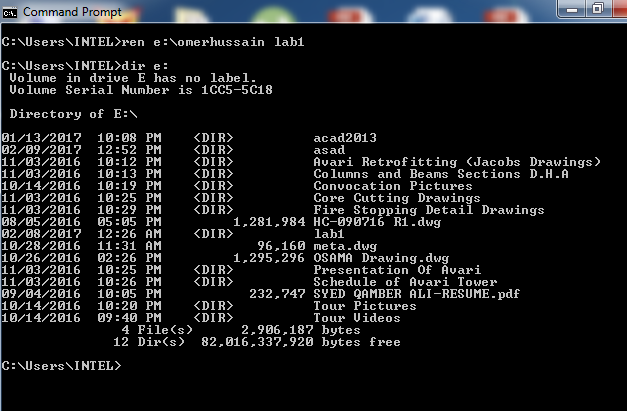 Command Prompt
C:\Users\INTEL>ren e:\omerhussain lab1
C:\Users\INTEL>dir e:
Volume in drive E has no label.
Volume Serial Number is 1CC5-5C18
Directory of E:\
01/13/2017 10:08 PM <DIR> acad2013
02/09/2017 12:52 PM <DIR> asad
11/03/2016 10:12 PM <DIR> Avari Retrofitting (Jacobs Drawings)
11/03/2016 10:13 PM <DIR> Columns and Beams Sections D.H.A
10/14/2016 10:19 PM <DIR> Convocation Pictures
11/03/2016 10:25 PM <DIR> Core Cutting Drawings
11/03/2016 10:29 PM <DIR> Fire Stopping Detail Drawings
08/05/2016 05:05 PM 1,281,984 HC-090716 R1.dwg
02/08/2017 12:26 AM <DIR> lab1
10/28/2016 11:31 AM 96,160 meta.dwg
10/26/2016 02:26 PM 1,295,296 OSAMA Drawing.dwg
11/03/2016 10:25 PM <DIR> Presentation Of Avari
11/03/2016 10:26 PM <DIR> Schedule of Avari Tower
09/04/2016 10:05 PM 232,747 SYED QAMBER ALI-RESUME.pdf
10/14/2016 10:20 PM <DIR> Tour Pictures
10/14/2016 09:40 PM <DIR> Tour Videos
4 File(s) 2,906,187 bytes
12 Dir(s) 82,016,337,920 bytes free
C:\Users\INTEL>